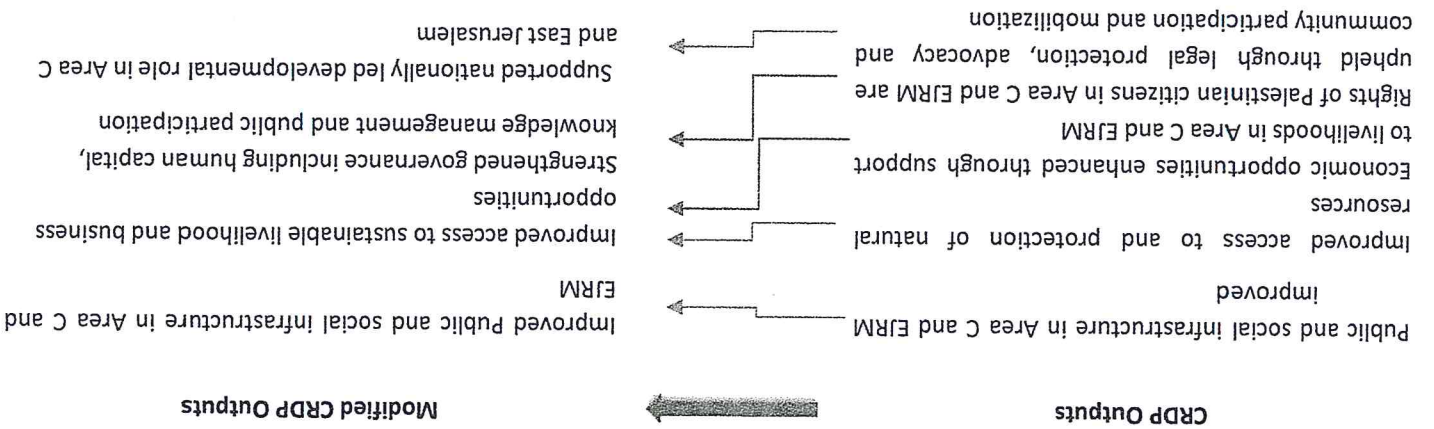 CRDP Outputs
Public and social infrastructure in Area C and EJRM
improved
Improved access to and protection of natural
resources
Economic opportunities enhanced through support
to livelihoods in Area C and EJRM
Rights of Palestinian citizens in Area C and EJRM are
upheld through legal protection, advocacy and
community participation and mobilization
Modified CRDP Outputs
Improved Public and social infrastructure in Area C and
EJRM
Improved access to sustainable livelihood and business
opportunities
Strengthened governance including human capital,
knowledge management and public participation
Supported nationally led developmental role in Area C
and East Jerusalem